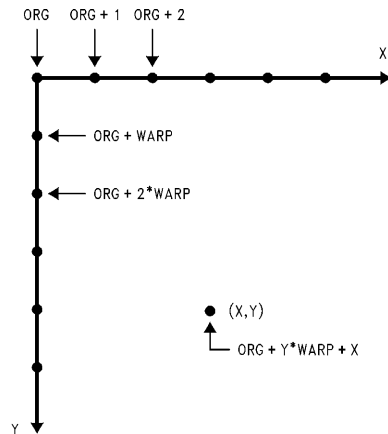 ORG ORG + 1 ORG + 2
X
ORG + WARP
ORG + 2*WARP
(X,Y)
ORG + Y*WARP + X
Y